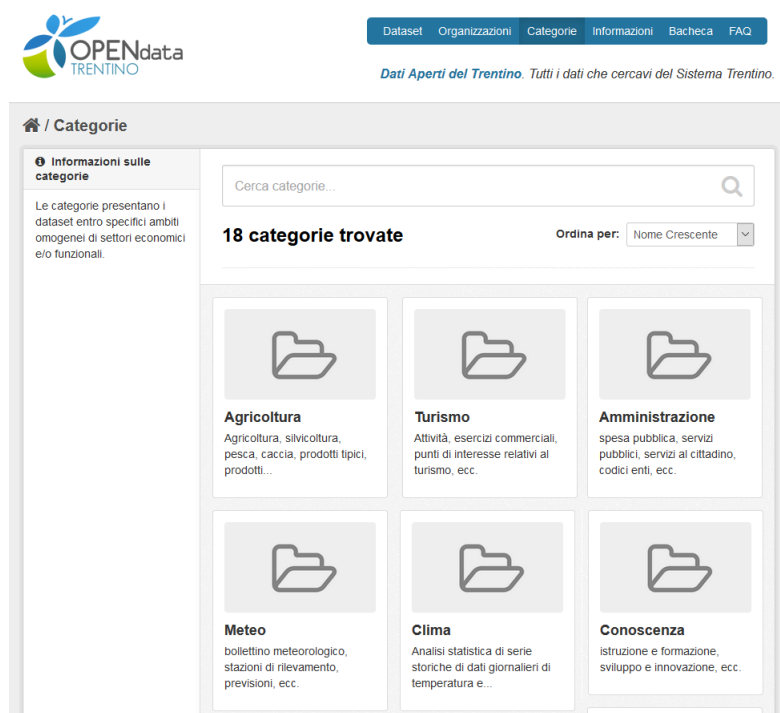 OPENdata
TRENTINO
Dataset Organizzazioni Categorie Informazioni Bacheca FAQ
Dati Aperti del Trentino. Tutti i dati che cercavi del Sistema Trentino.
/ Categorie
Informazioni sulle
categorie
Le categorie presentano i
dataset entro specifici ambiti
omogenei di settori economici
e/o funzionali.
Cerca categorie...
18 categorie trovate
Ordina per: Nome Crescente
Agricoltura
Agricoltura, silvicoltura,
pesca, caccia, prodotti tipici,
prodotti...
Turismo
Attività, esercizi commerciali,
punti di interesse relativi al
turismo, ecc.
Amministrazione
spesa pubblica, servizi
pubblici, servizi al cittadino,
codici enti, ecc.
Meteo
bollettino meteorologico,
stazioni di rilevamento,
previsioni, ecc.
Clima
Analisi statistica di serie
storiche di dati giornalieri di
temperatura e...
Conoscenza
istruzione e formazione,
sviluppo e innovazione, ecc.